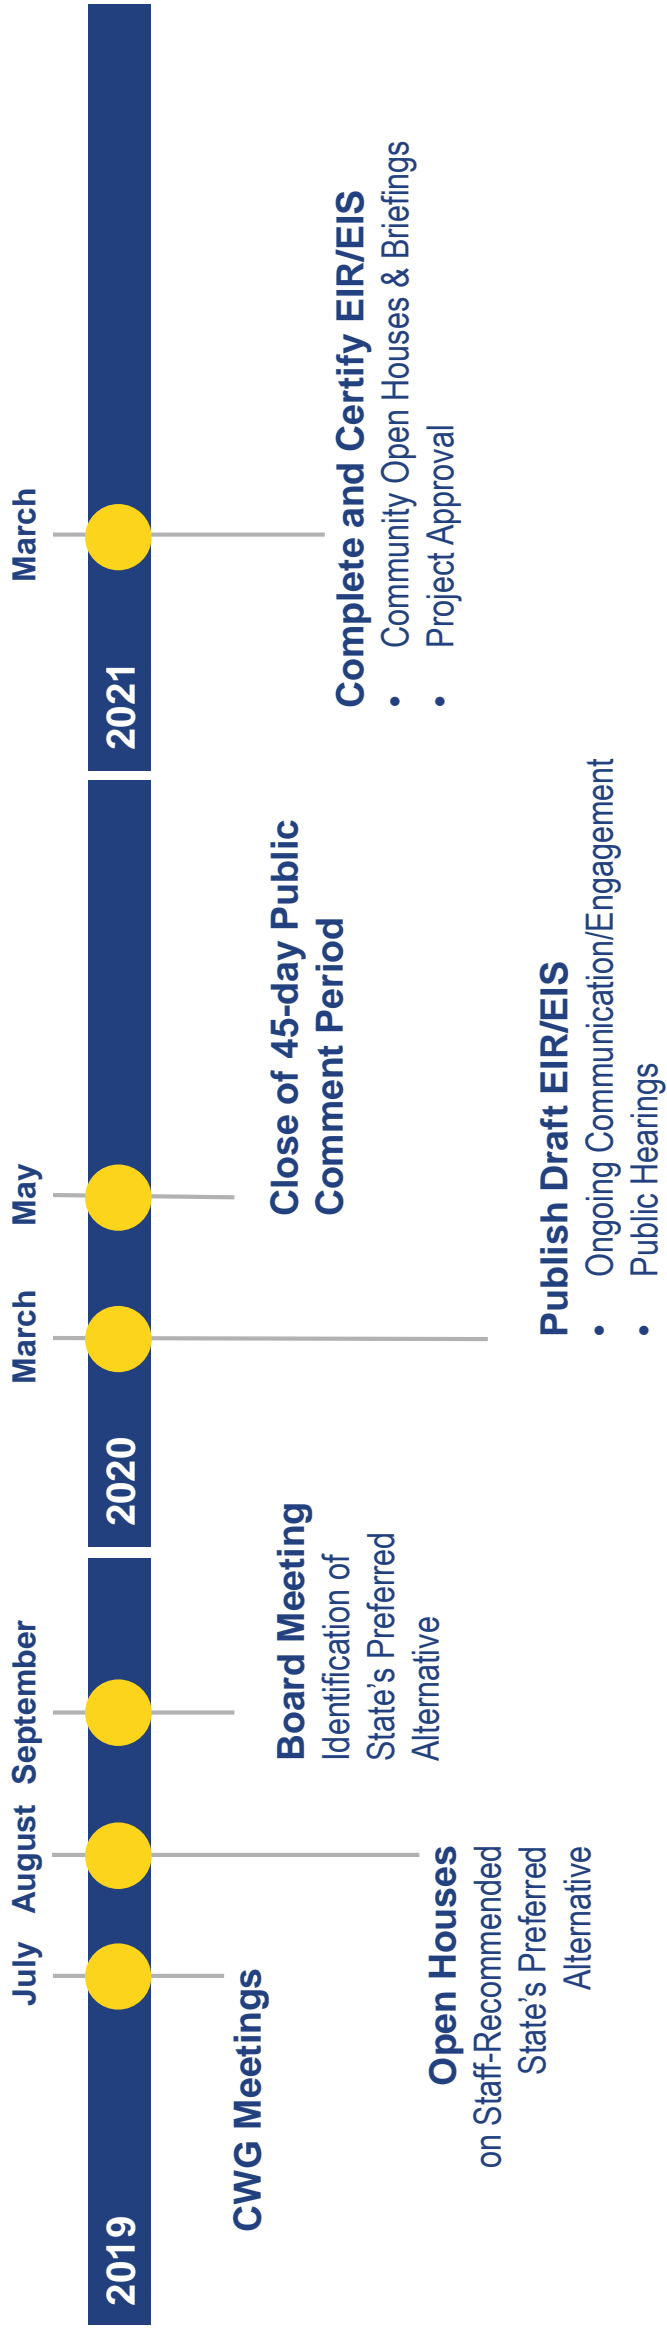 2019
2020
2021
July
August
September
March
May
March
CWG Meetings
Open Houses
on Staff-Recommended
State’s Preferred
Alternative
Board Meeting
Identification of
State’s Preferred
Alternative
Publish Draft EIR/EIS
• Ongoing Communication/Engagement
• Public Hearings
Close of 45-day Public
Comment Period
Complete and Certify EIR/EIS
• Community Open Houses & Briefings
• Project Approval